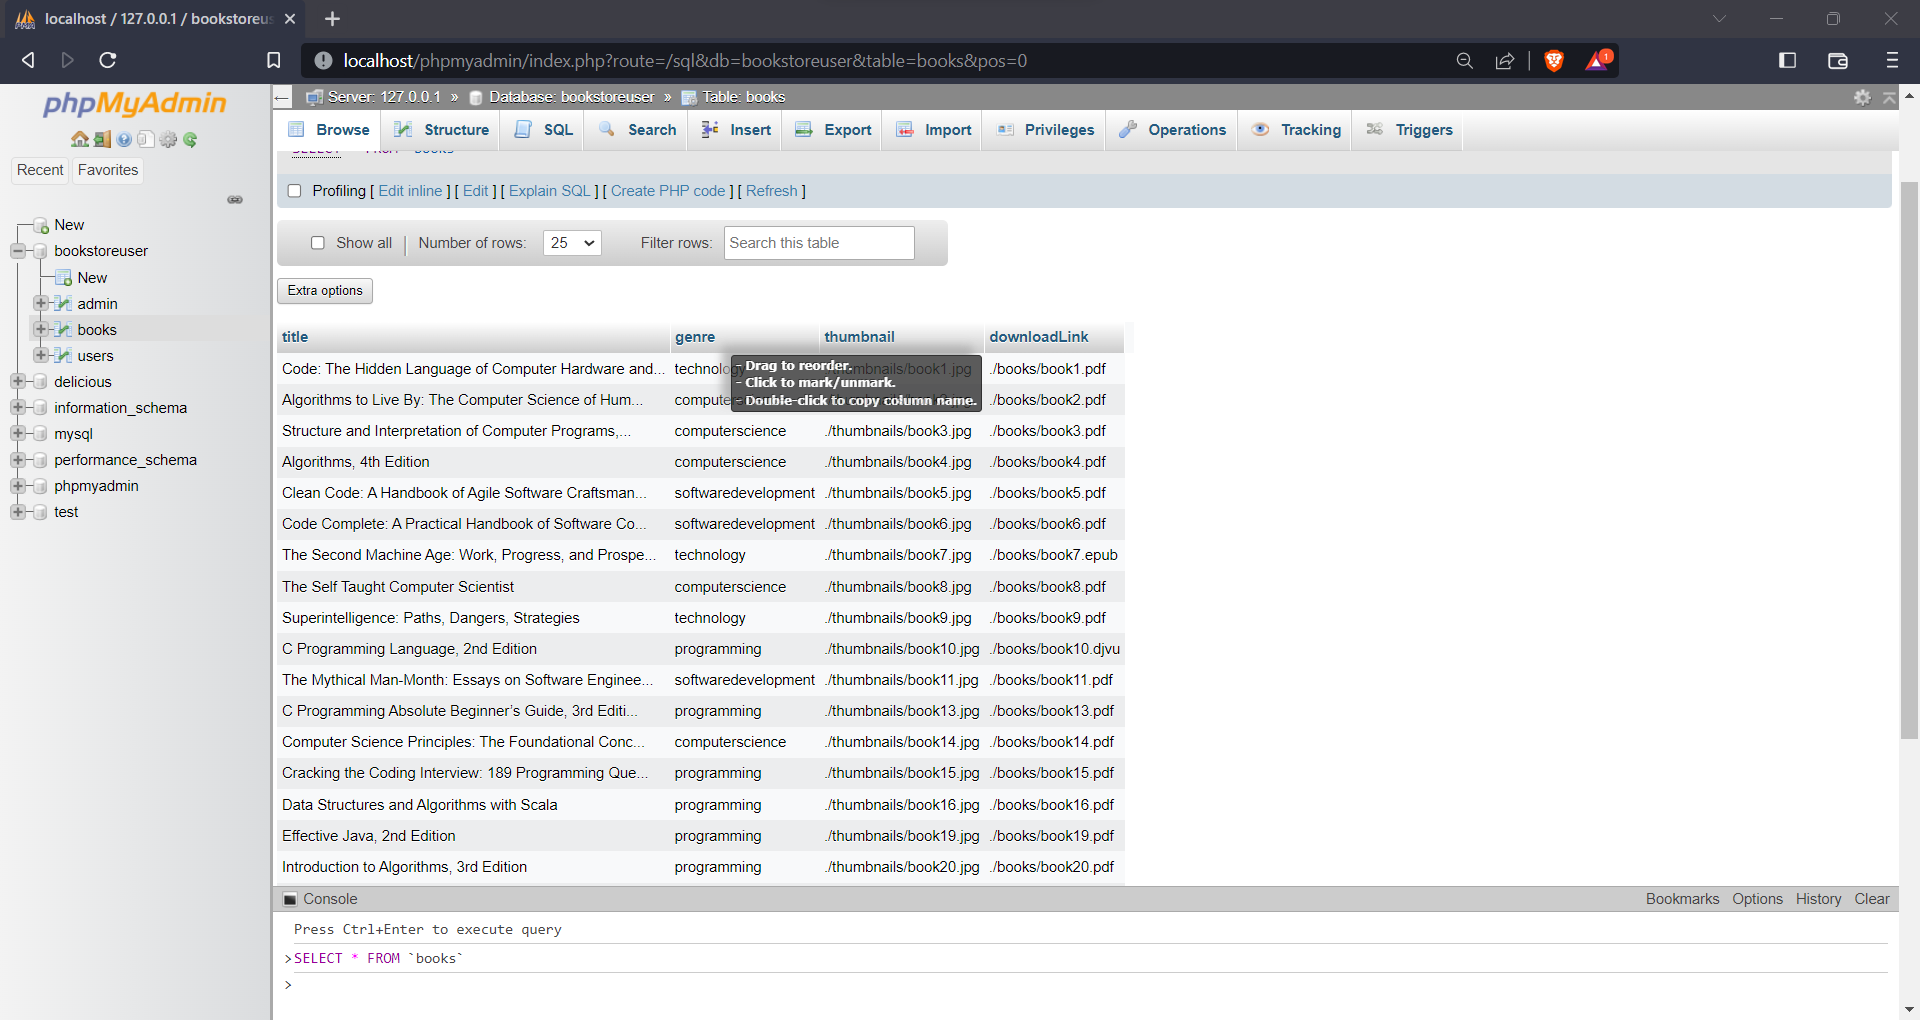 localhost / 127.0.0.1 / bookstoreus
localhost/phpmyadmin/index.php?route=/sql&db=bookstoreuser&table=books&pos=0
1
phpMyAdmin
Recent Favorites
New
bookstoreuser
New
admin
books
users
delicious
information_schema
mysql
performance_schema
phpmyadmin
test
Server: 127.0.0.1 » Database: bookstoreuser » Table: books
Browse Structure SQL Search Insert Export Import Privileges Operations Tracking Triggers
Profiling [ Edit inline ] [ Edit ] [ Explain SQL ] [ Create PHP code ] [ Refresh ]
Show all Number of rows: 25 Filter rows: Search this table
Extra options
title genre thumbnail downloadLink
Code: The Hidden Language of Computer Hardware and... technology ./thumbnails/book1.jpg ./books/book1.pdf
- Drag to reorder.
- Click to mark/unmark.
- Double-click to copy column name.
Algorithms to Live By: The Computer Science of Hum... ./books/book2.pdf
Structure and Interpretation of Computer Programs,... computerscience ./thumbnails/book3.jpg ./books/book3.pdf
Algorithms, 4th Edition computerscience ./thumbnails/book4.jpg ./books/book4.pdf
Clean Code: A Handbook of Agile Software Craftsman... softwaredevelopment ./thumbnails/book5.jpg ./books/book5.pdf
Code Complete: A Practical Handbook of Software Co... softwaredevelopment ./thumbnails/book6.jpg ./books/book6.pdf
The Second Machine Age: Work, Progress, and Prospe... technology ./thumbnails/book7.jpg ./books/book7.epub
The Self Taught Computer Scientist computerscience ./thumbnails/book8.jpg ./books/book8.pdf
Superintelligence: Paths, Dangers, Strategies technology ./thumbnails/book9.jpg ./books/book9.pdf
C Programming Language, 2nd Edition programming ./thumbnails/book10.jpg ./books/book10.djvu
The Mythical Man-Month: Essays on Software Enginee... softwaredevelopment ./thumbnails/book11.jpg ./books/book11.pdf
C Programming Absolute Beginner’s Guide, 3rd Editi... programming ./thumbnails/book13.jpg ./books/book13.pdf
Computer Science Principles: The Foundational Conc... computerscience ./thumbnails/book14.jpg ./books/book14.pdf
Cracking the Coding Interview: 189 Programming Que... programming ./thumbnails/book15.jpg ./books/book15.pdf
Data Structures and Algorithms with Scala programming ./thumbnails/book16.jpg ./books/book16.pdf
Effective Java, 2nd Edition programming ./thumbnails/book19.jpg ./books/book19.pdf
Introduction to Algorithms, 3rd Edition programming ./thumbnails/book20.jpg ./books/book20.pdf
Console Bookmarks Options History Clear
Press Ctrl+Enter to execute query
>SELECT * FROM `books`
>